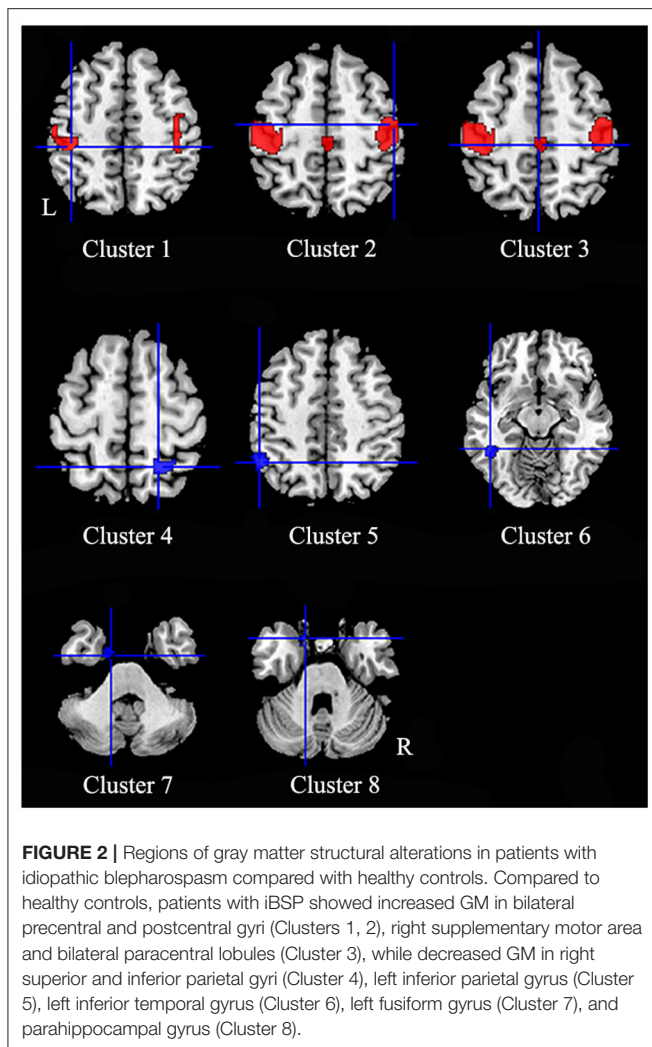 L
Cluster 1
Cluster 2
Cluster 3
Cluster 4
Cluster 5
Cluster 6
Cluster 7
Cluster 8
R
FIGURE 2 | Regions of gray matter structural alterations in patients with
idiopathic blepharospasm compared with healthy controls. Compared to
healthy controls, patients with iBSP showed increased GM in bilateral
precentral and postcentral gyri (Clusters 1, 2), right supplementary motor area
and bilateral paracentral lobules (Cluster 3), while decreased GM in right
superior and inferior parietal gyri (Cluster 4), left inferior parietal gyrus (Cluster
5), left inferior temporal gyrus (Cluster 6), left fusiform gyrus (Cluster 7), and
parahippocampal gyrus (Cluster 8).